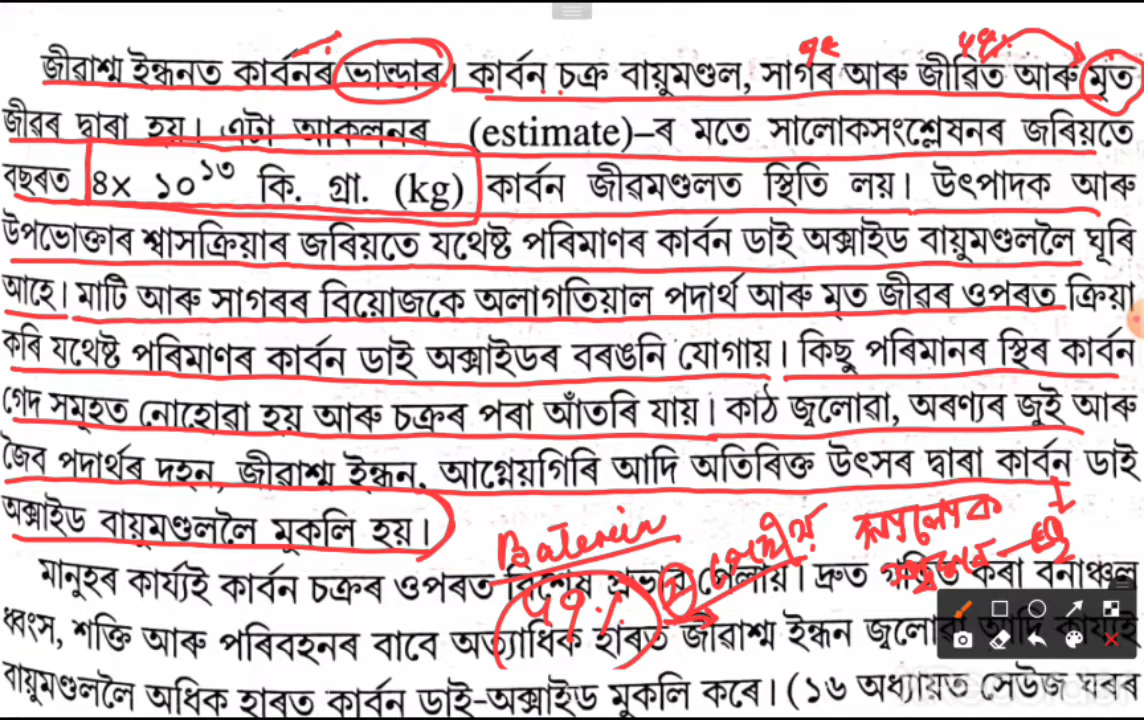 জীৱাশ্ম ইন্ধনত কাৰ্বনৰ ভান্ডাৰ। কাৰ্বন চক্ৰ বায়ুমণ্ডল, সাগৰ আৰু জীৱিত আৰু মৃত
জীৱৰ দ্বাৰা হয়। এটা আকলনৰ (estimate)–ৰ মতে সালোকসংশ্লেষনৰ জৰিয়তে
বছৰত ৪× ১০¹³ কি. গ্ৰা. (kg) কাৰ্বন জীৱমণ্ডলত স্থিতি লয়। উৎপাদক আৰু
উপভোক্তাৰ শ্বাসক্ৰিয়াৰ জৰিয়তে যথেষ্ট পৰিমাণৰ কাৰ্বন ডাই অক্সাইড বায়ুমণ্ডললৈ ঘূৰি
আহে। মাটি আৰু সাগৰৰ বিয়োজকে অলাগতিয়াল পদাৰ্থ আৰু মৃত জীৱৰ ওপৰত ক্ৰিয়া
কৰি যথেষ্ট পৰিমাণৰ কাৰ্বন ডাই অক্সাইডৰ বৰঙনি যোগায়। কিছু পৰিমানৰ স্থিৰ কাৰ্বন
গেদ সমূহত নোহোৱা হয় আৰু চক্ৰৰ পৰা আঁতৰি যায়। কাঠ জ্বলোৱা, অৰণ্যৰ জুই আৰু
জৈব পদাৰ্থৰ দহন, জীৱাশ্ম ইন্ধন, আগ্নেয়গিৰি আদি অতিৰিক্ত উৎসৰ দ্বাৰা কাৰ্বন ডাই
অক্সাইড বায়ুমণ্ডললৈ মুকলি হয়।
মানুহৰ কাৰ্য্যই কাৰ্বন চক্ৰৰ ওপৰত বিশেষ প্ৰভাৱ পেলায়। দ্ৰুত গতিত কৰা বনাঞ্চল
ধ্বংস, শক্তি আৰু পৰিবহনৰ বাবে অত্যাধিক হাৰত জীৱাশ্ম ইন্ধন জ্বলোৱা আদি কাৰ্য্যই
বায়ুমণ্ডললৈ অধিক হাৰত কাৰ্বন ডাই-অক্সাইড মুকলি কৰে। (১৬ অধ্যায়ত সেউজ ঘৰৰ